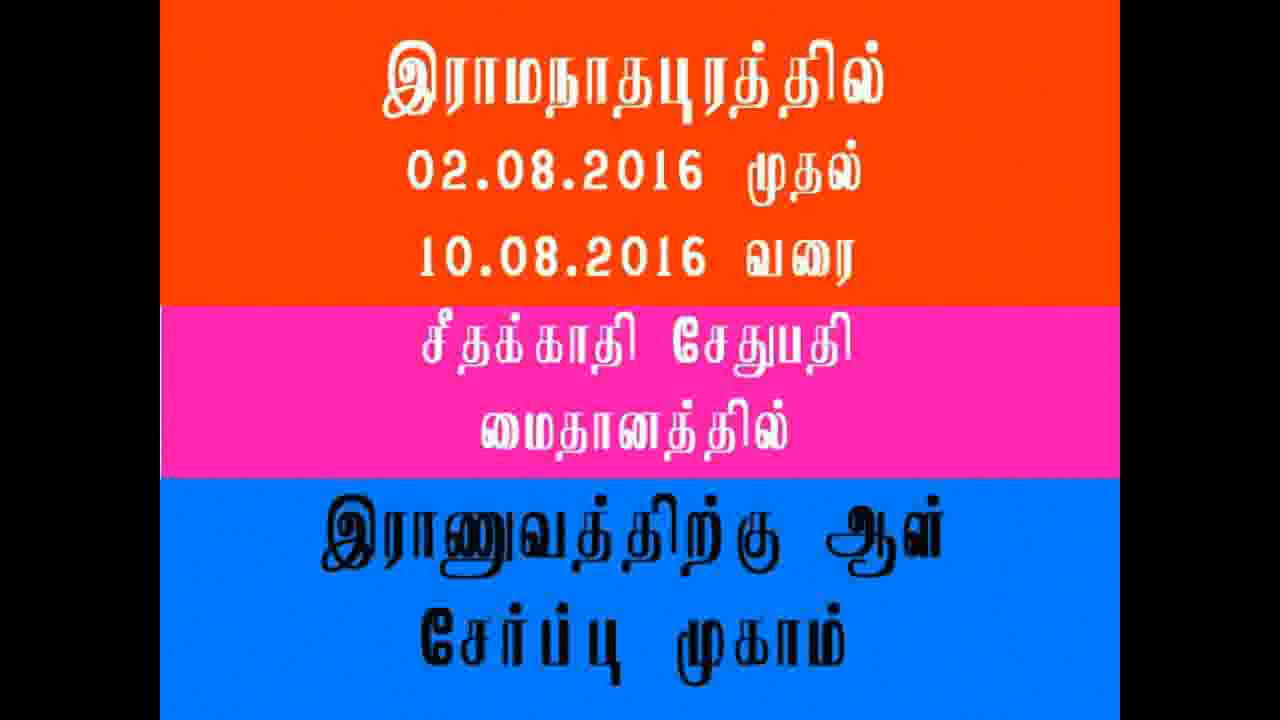 இராமநாதபுரத்தில்
02.08.2016 முதல்
10.08.2016 வரை
சீதக்காதி சேதுபதி
மைதானத்தில்
இராணுவத்திற்கு ஆள்
சேர்ப்பு முகாம்